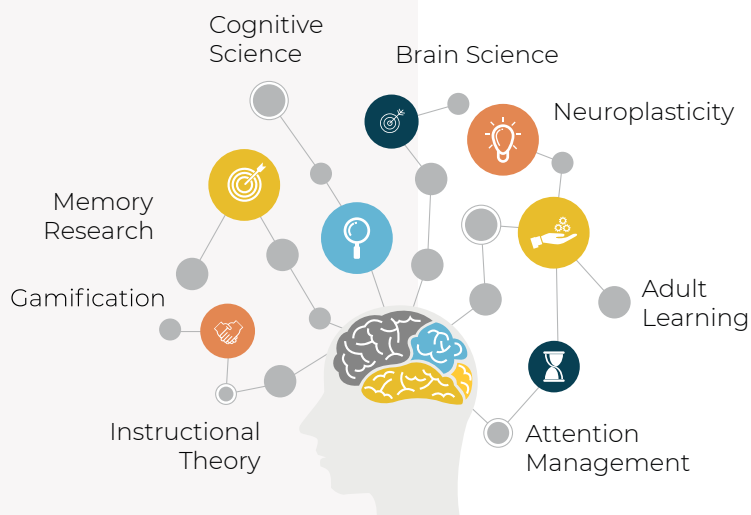 Cognitive
Science
Brain Science
Neuroplasticity
Memory
Research
Gamification
Adult
Learning
Instructional
Theory
Attention
Management